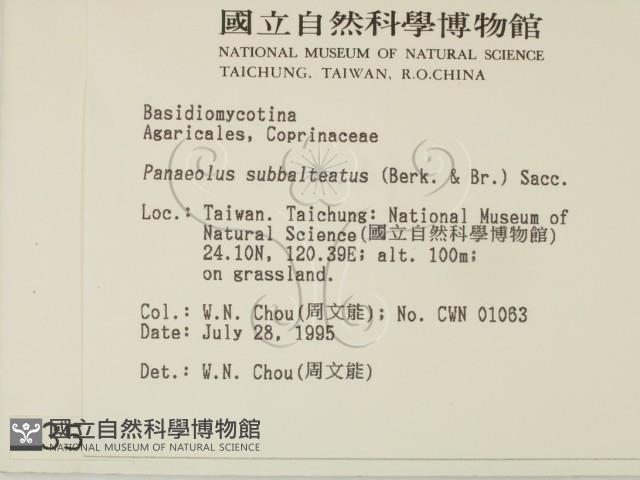 國立自然科學博物館
NATIONAL MUSEUM OF NATURAL SCIENCE
TAICHUNG, TAIWAN, R.O.CHINA
Basidiomycotina
Agaricales, Coprinaceae
Panaeolus subbalteatus (Berk. & Br.) Sacc.
Loc.: Taiwan. Taichung: National Museum of
Natural Science(國立自然科學博物館)
24.10N, 120.39E; alt. 100m;
on grassland.
Col.: W.N. Chou(周文能); No. CWN 01063
Date: July 28, 1995
Det.: W.N. Chou(周文能)
35
國立自然科學博物館
NATIONAL MUSEUM OF NATURAL SCIENCE